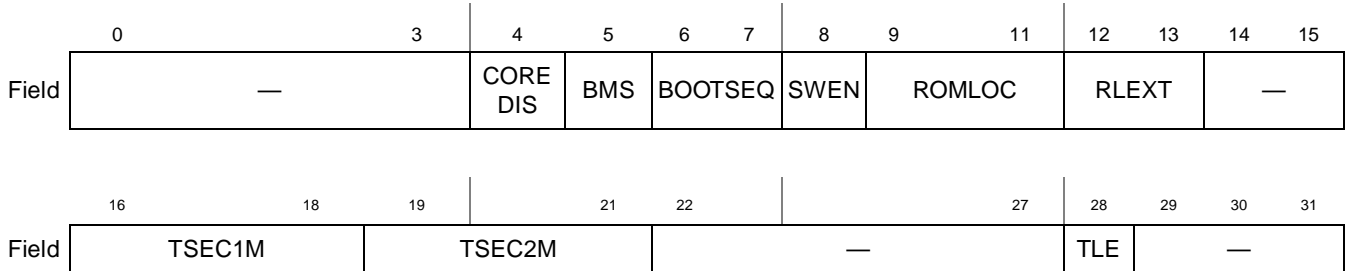 0 3 4 5 6 7 8 9 11 12 13 14 15
Field — CORE DIS BMS BOOTSEQ SWEN ROMLOC RLEXT —
16 18 19 21 22 27 28 29 30 31
Field TSEC1M TSEC2M — TLE —